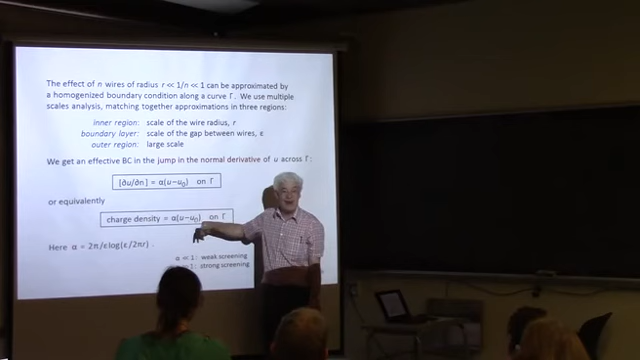 The effect of n wires of radius r ≪ 1/n ≪ 1 can be approximated by
a homogenized boundary condition along a curve Γ. We use multiple
scales analysis, matching together approximations in three regions:
inner region: scale of the wire radius, r
boundary layer: scale of the gap between wires, ε
outer region: large scale
We get an effective BC in the jump in the normal derivative of u across Γ:
[∂u/∂n] = α(u−u₀) on Γ
or equivalently
charge density = α(u−u₀) on Γ
Here α = 2π/εlog(ε/2πr) .
α ≪ 1: weak screening
1: strong screening